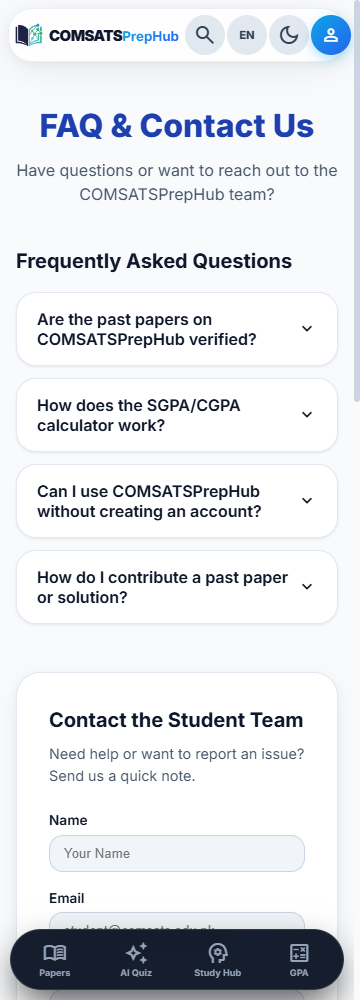 COMSATSPrepHub
EN
FAQ & Contact Us
Have questions or want to reach out to the
COMSATSPrepHub team?
Frequently Asked Questions
Are the past papers on
COMSATSPrepHub verified?
How does the SGPA/CGPA
calculator work?
Can I use COMSATSPrepHub
without creating an account?
How do I contribute a past paper
or solution?
Contact the Student Team
Need help or want to report an issue?
Send us a quick note.
Name
Your Name
Email
Papers
AI Quiz
Study Hub
GPA